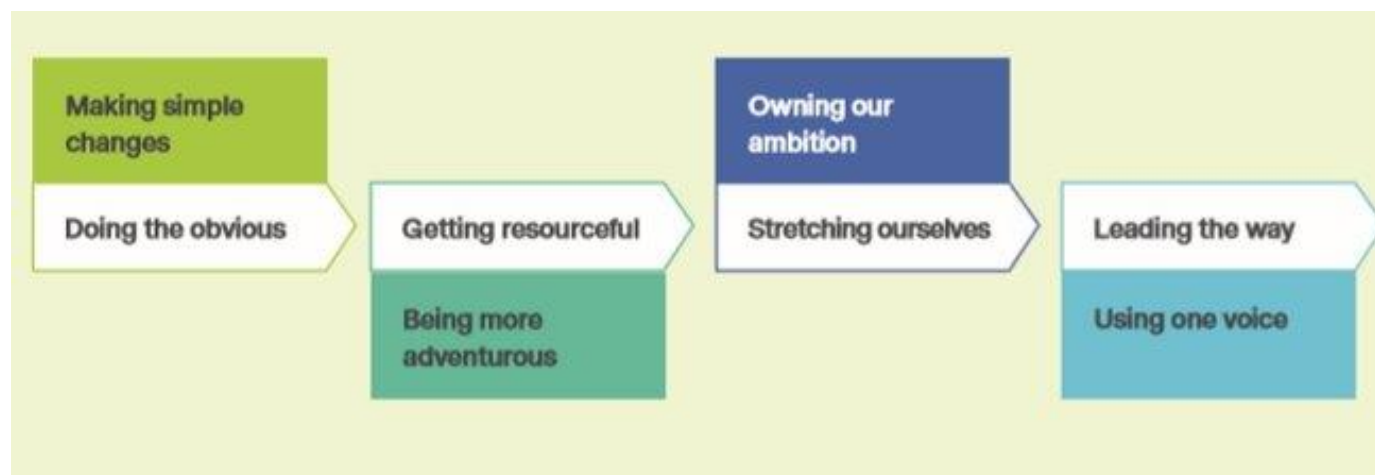 Making simple
changes
Doing the obvious
Getting resourceful
Being more
adventurous
Owning our
ambition
Stretching ourselves
Leading the way
Using one voice